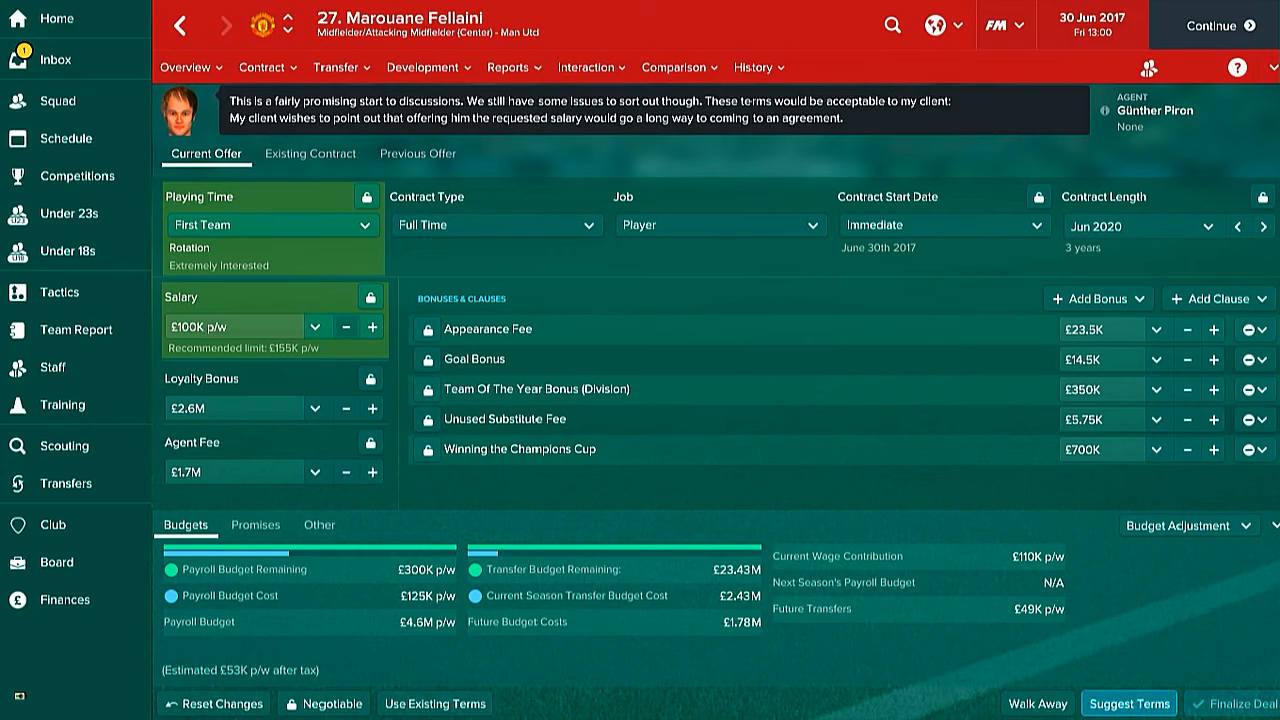 Home
27. Marouane Fellaini
Midfielder/Attacking Midfielder (Center) - Man Utd
FM
30 Jun 2017
Fri 13:00
Continue
1
Inbox
Overview Contract Transfer Development Reports Interaction Comparison History
?
Squad
This is a fairly promising start to discussions. We still have some issues to sort out though. These terms would be acceptable to my client:
My client wishes to point out that offering him the requested salary would go a long way to coming to an agreement.
AGENT
Günther Piron
None
Schedule
Current Offer Existing Contract Previous Offer
Competitions
Playing Time Contract Type Job Contract Start Date Contract Length
Under 23s
First Team Full Time Player Immediate Jun 2020
Rotation June 30th 2017 3 years
Under 18s
Extremely Interested
Tactics
Salary BONUSES & CLAUSES + Add Bonus + Add Clause
Team Report
£100K p/w - + Appearance Fee £23.5K - +
Recommended limit: £155K p/w
Goal Bonus £14.5K - +
Staff
Loyalty Bonus Team Of The Year Bonus (Division) £350K - +
Training
£2.6M - + Unused Substitute Fee £5.75K - +
Scouting
Agent Fee Winning the Champions Cup £700K - +
£1.7M - +
Transfers
Club
Budgets Promises Other Budget Adjustment
Board
Payroll Budget Remaining £300K p/w Transfer Budget Remaining: £23.43M Current Wage Contribution £110K p/w
Finances
Payroll Budget Cost £125K p/w Current Season Transfer Budget Cost £2.43M Next Season's Payroll Budget N/A
Payroll Budget £4.6M p/w Future Budget Costs £1.78M Future Transfers £49K p/w
(Estimated £53K p/w after tax)
Reset Changes Negotiable Use Existing Terms Walk Away Suggest Terms Finalize Deal